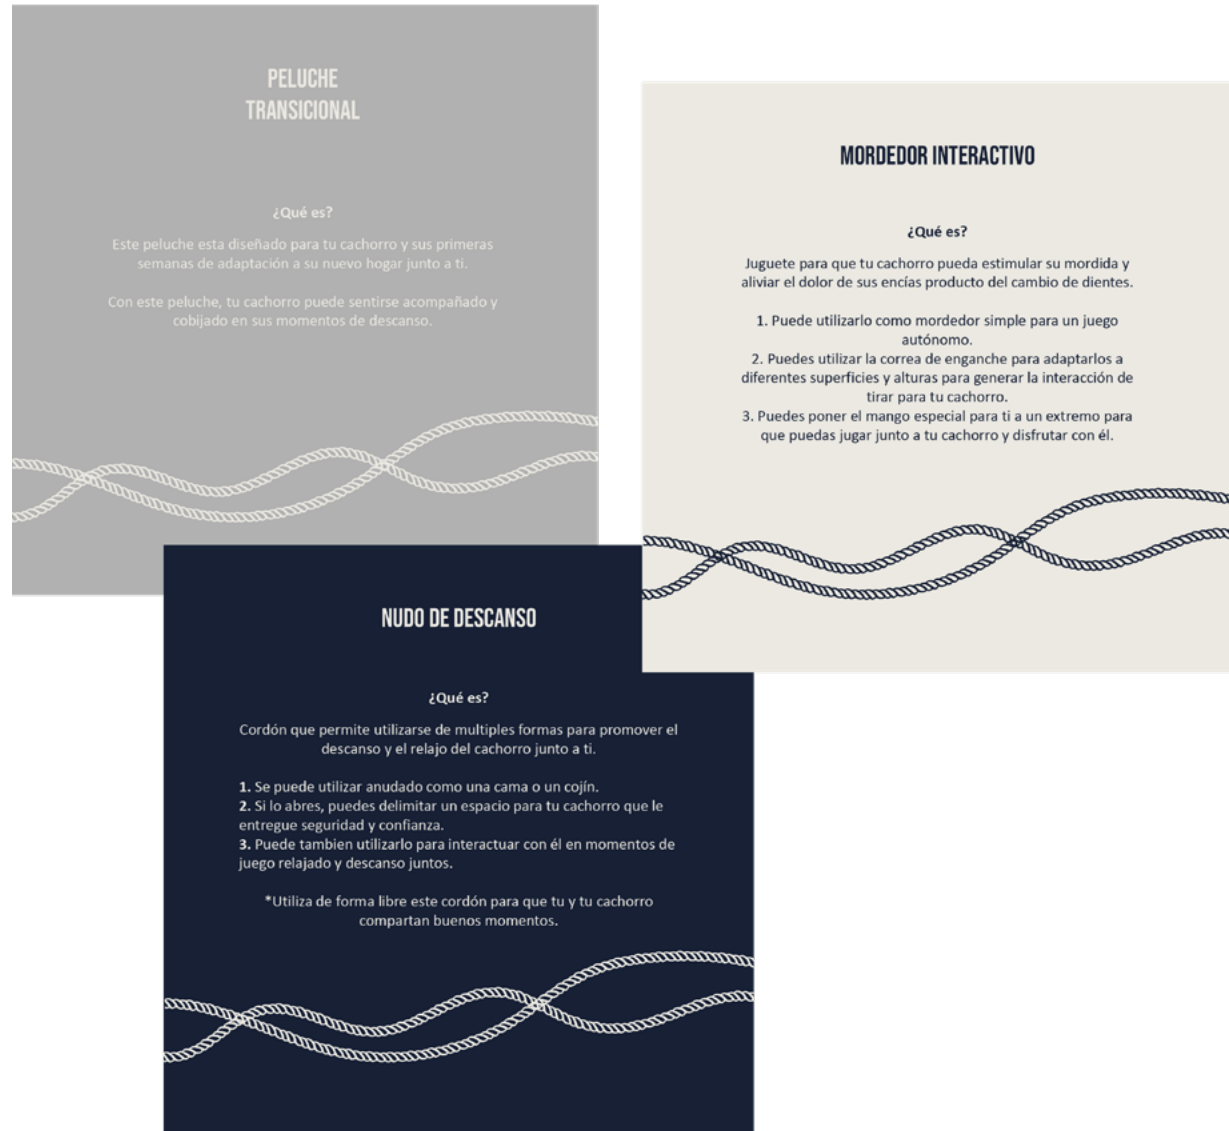 PELUCHE
TRANSICIONAL
¿Qué es?
Este peluche esta diseñado para tu cachorro y sus primeras
semanas de adaptación a su nuevo hogar junto a ti.
Con este peluche, tu cachorro puede sentirse acompañado y
cobijado en sus momentos de descanso.
MORDEDOR INTERACTIVO
¿Qué es?
Juguete para que tu cachorro pueda estimular su mordida y
aliviar el dolor de sus encías producto del cambio de dientes.
1. Puede utilizarlo como mordedor simple para un juego
autónomo.
2. Puedes utilizar la correa de enganche para adaptarlos a
diferentes superficies y alturas para generar la interacción de
tirar para tu cachorro.
3. Puedes poner el mango especial para ti a un extremo para
que puedas jugar junto a tu cachorro y disfrutar con él.
NUDO DE DESCANSO
¿Qué es?
Cordón que permite utilizarse de multiples formas para promover el
descanso y el relajo del cachorro junto a ti.
1. Se puede utilizar anudado como una cama o un cojín.
2. Si lo abres, puedes delimitar un espacio para tu cachorro que le
entregue seguridad y confianza.
3. Puede tambien utilizarlo para interactuar con él en momentos de
juego relajado y descanso juntos.
*Utiliza de forma libre este cordón para que tu y tu cachorro
compartan buenos momentos.